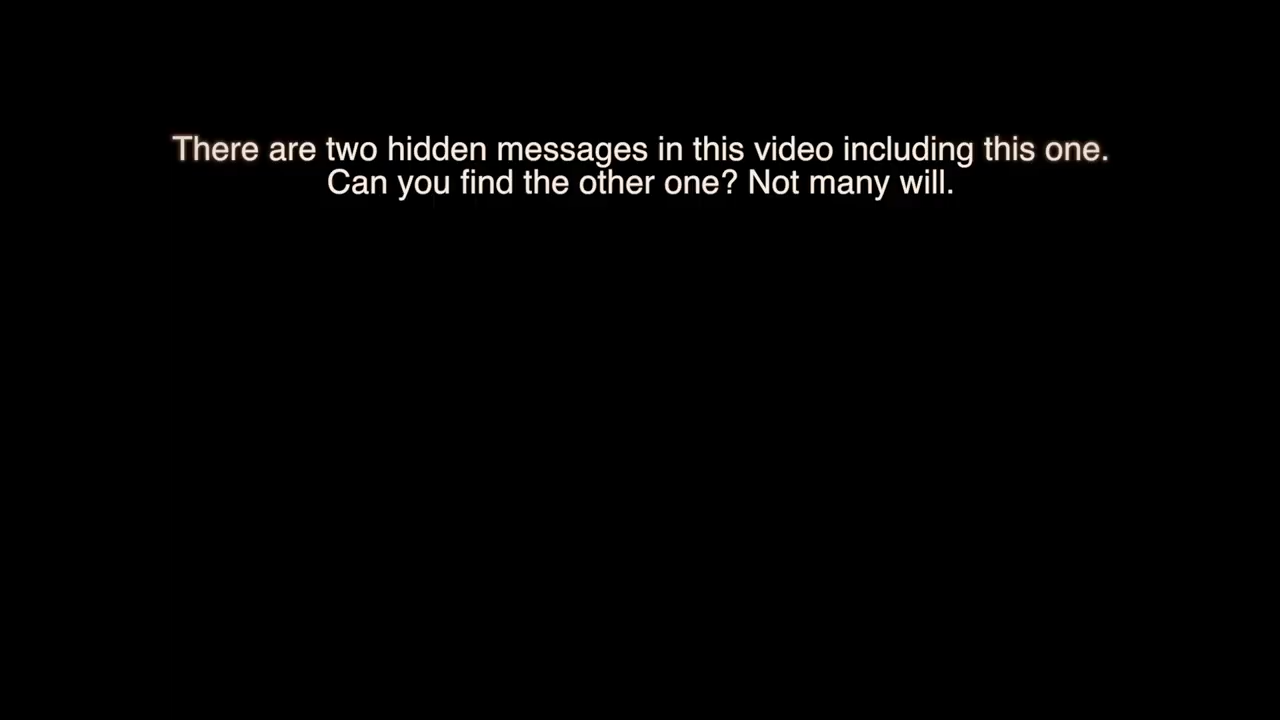 There are two hidden messages in this video including this one.
Can you find the other one? Not many will.